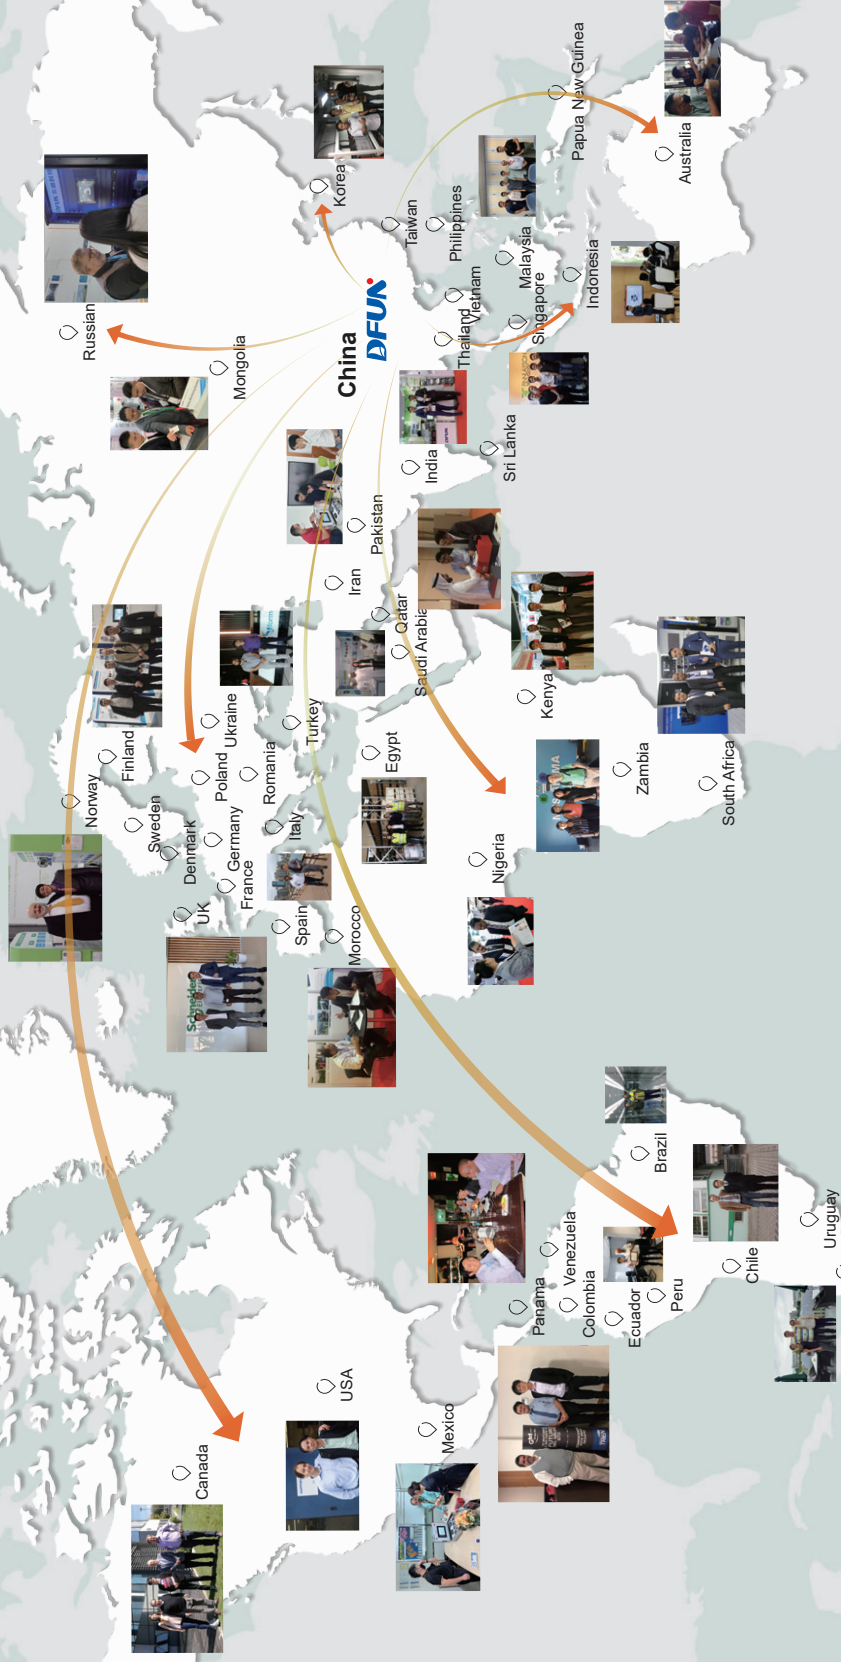 Canada
USA
Mexico
Panama
Venezuela
Colombia
Ecuador
Peru
Brazil
Chile
Uruguay
Norway
Sweden
Finland
Denmark
UK
Germany
France
Poland
Ukraine
Romania
Italy
Spain
Turkey
Morocco
Egypt
Nigeria
Kenya
Zambia
South Africa
Saudi Arabia
Qatar
Iran
Pakistan
India
Sri Lanka
Russian
Mongolia
China
DFUN
Korea
Taiwan
Philippines
Vietnam
Thailand
Malaysia
Singapore
Indonesia
Papua New Guinea
Australia
Schneider